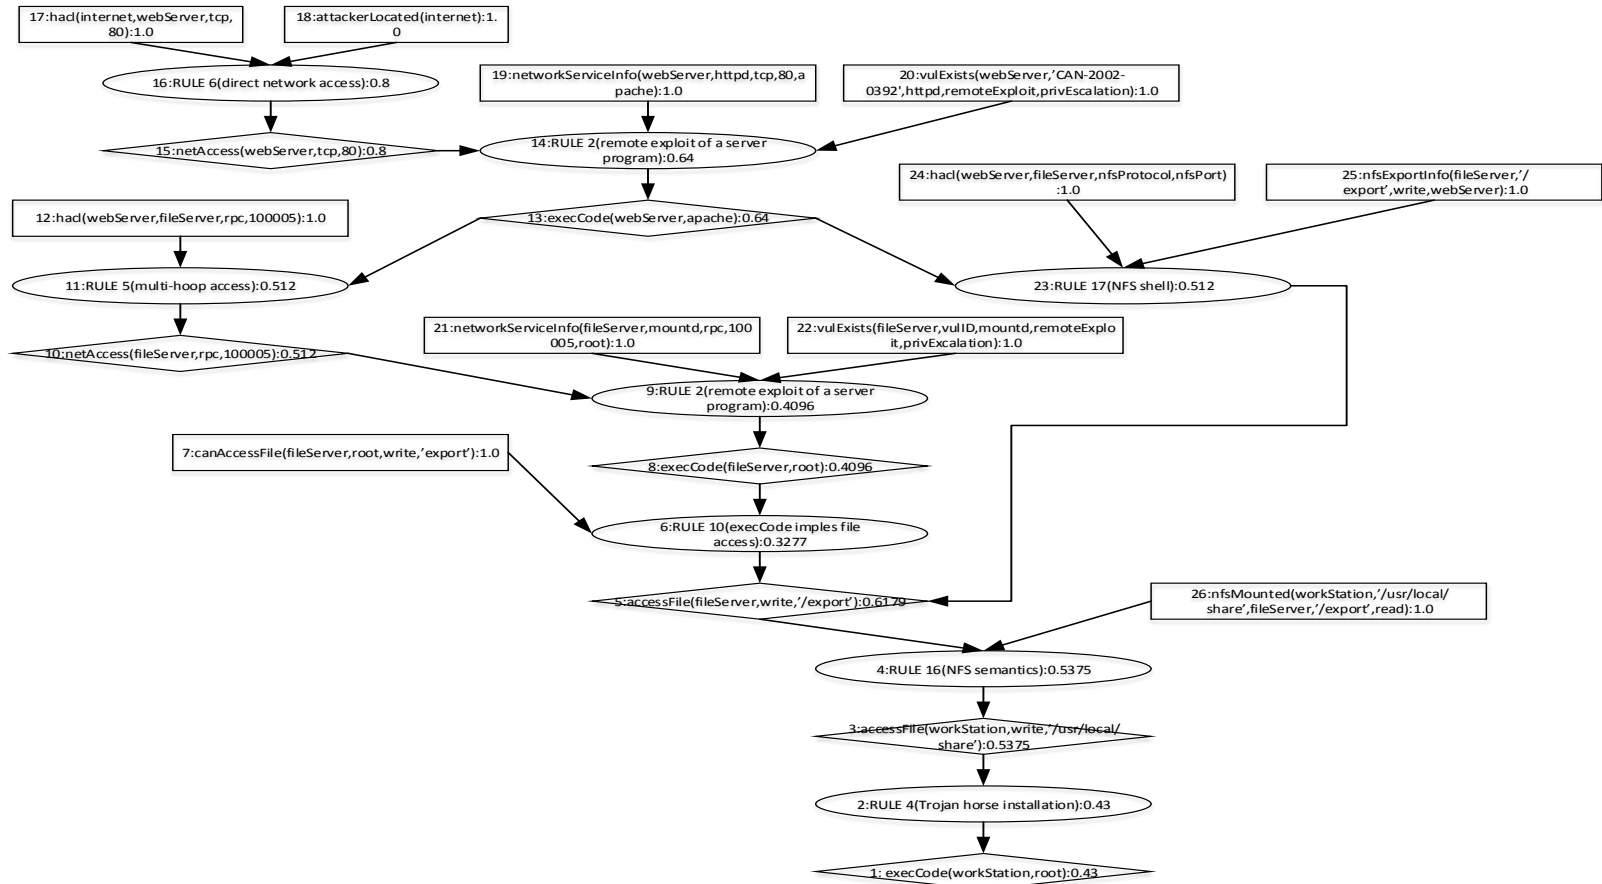 17:hacl(internet,webServer,tcp,
80):1.0
18:attackerLocated(internet):1.
0
16:RULE 6(direct network access):0.8
19:networkServiceInfo(webServer,httpd,tcp,80,a
pache):1.0
20:vulExists(webServer,’CAN-2002-
0392',httpd,remoteExploit,privEscalation):1.0
15:netAccess(webServer,tcp,80):0.8
14:RULE 2(remote exploit of a server
program):0.64
24:hacl(webServer,fileServer,nfsProtocol,nfsPort)
:1.0
25:nfsExportInfo(fileServer,’/
export’,write,webServer):1.0
12:hacl(webServer,fileServer,rpc,100005):1.0
13:execCode(webServer,apache):0.64
11:RULE 5(multi-hoop access):0.512
23:RULE 17(NFS shell):0.512
21:networkServiceInfo(fileServer,mountd,rpc,100
005,root):1.0
22:vulExists(fileServer,vulID,mountd,remoteExplo
it,privExcalation):1.0
10:netAccess(fileServer,rpc,100005):0.512
9:RULE 2(remote exploit of a server
program):0.4096
7:canAccessFile(fileServer,root,write,’export’):1.0
8:execCode(fileServer,root):0.4096
6:RULE 10(execCode imples file
access):0.3277
5:accessFile(fileServer,write,’/export’):0.6179
26:nfsMounted(workStation,’/usr/local/
share’,fileServer,’/export’,read):1.0
4:RULE 16(NFS semantics):0.5375
3:accessFile(workStation,write,’/usr/local/
share’):0.5375
2:RULE 4(Trojan horse installation):0.43
1: execCode(workStation,root):0.43